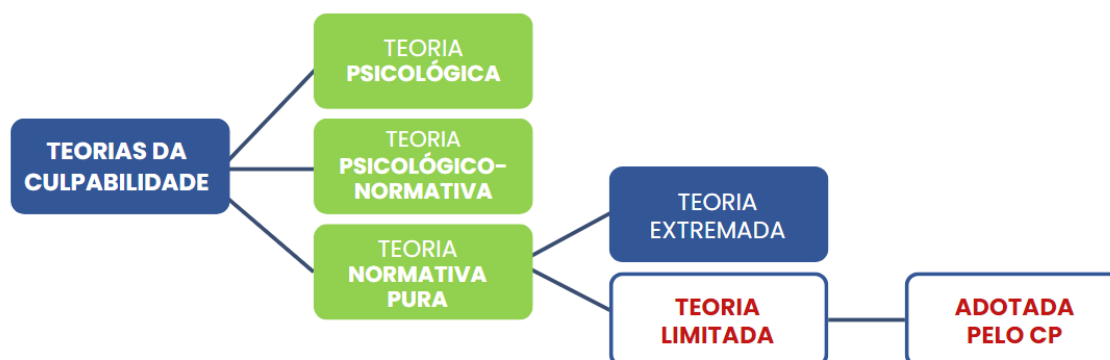 TEORIAS DA
CULPABILIDADE
TEORIA
PSICOLÓGICA
TEORIA
PSICOLÓGICO-
NORMATIVA
TEORIA
NORMATIVA
PURA
TEORIA
EXTREMADA
TEORIA
LIMITADA
ADOTADA
PELO CP